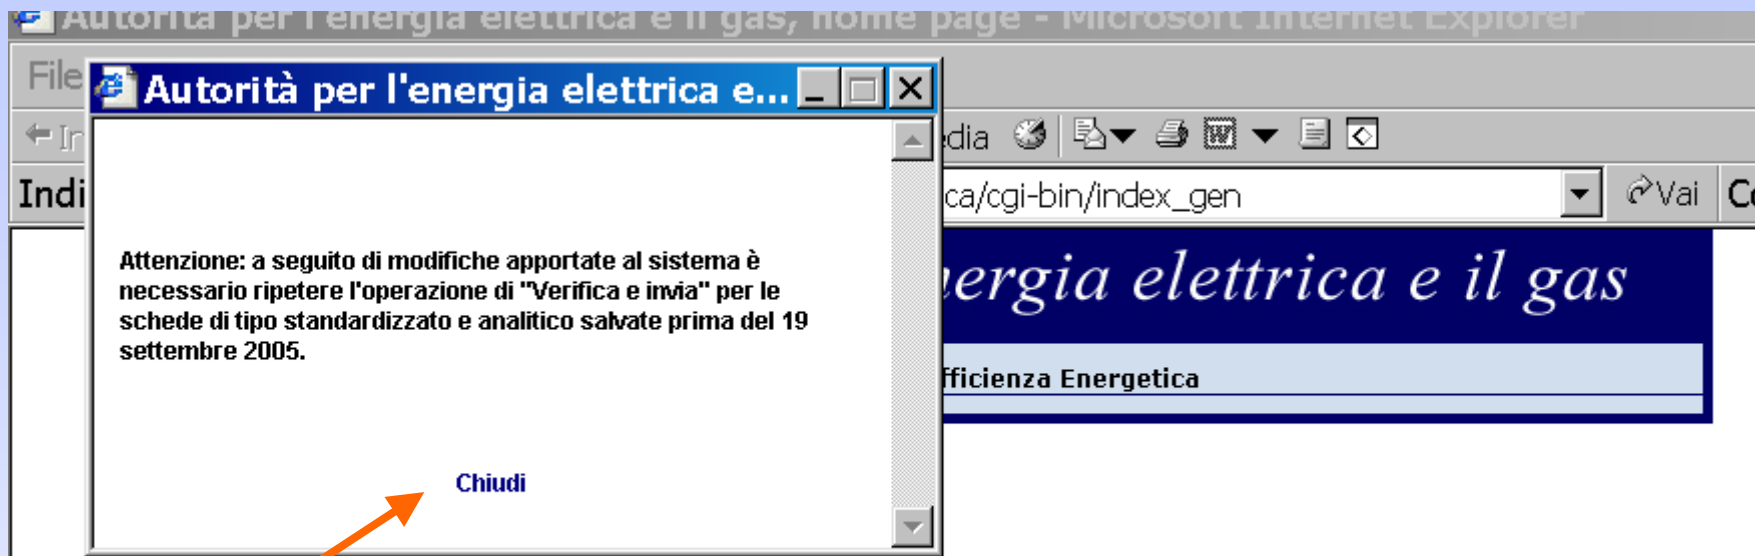 Autorità per l'energia elettrica e il gas, home page - Microsoft Internet Explorer
File
Autorità per l'energia elettrica e...
edia
Indi
ca/cgi-bin/index_gen
Vai
Attenzione: a seguito di modifiche apportate al sistema è
necessario ripetere l'operazione di "Verifica e invia" per le
schede di tipo standardizzato e analitico salvate prima del 19
settembre 2005.
nergia elettrica e il gas
fficienza Energetica
Chiudi